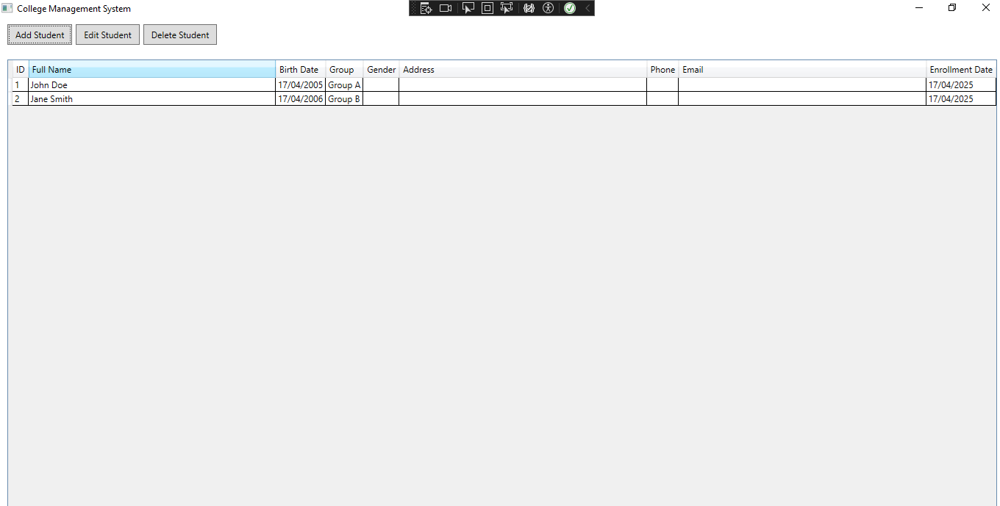 College Management System
Add Student Edit Student Delete Student
ID Full Name Birth Date Group Gender Address Phone Email Enrollment Date
1 John Doe 17/04/2005 Group A 17/04/2025
2 Jane Smith 17/04/2006 Group B 17/04/2025